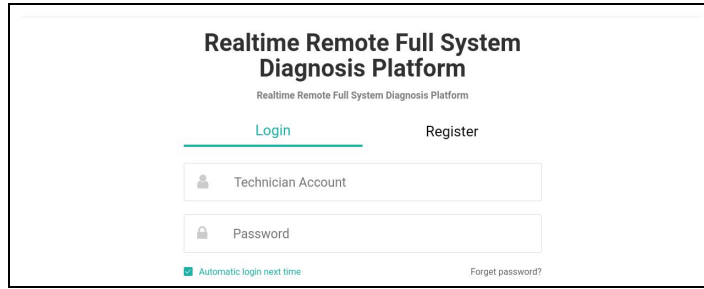 Realtime Remote Full System
Diagnosis Platform
Realtime Remote Full System Diagnosis Platform
Login Register
Technician Account
Password
Automatic login next time Forget password?